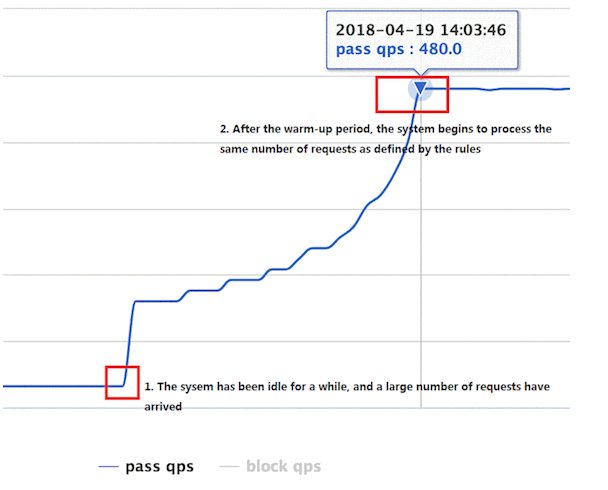 2018-04-19 14:03:46
pass qps : 480.0
2. After the warm-up period, the system begins to process the
same number of requests as defined by the rules
1. The sysem has been idle for a while, and a large number of requests have
arrived
pass qps block qps